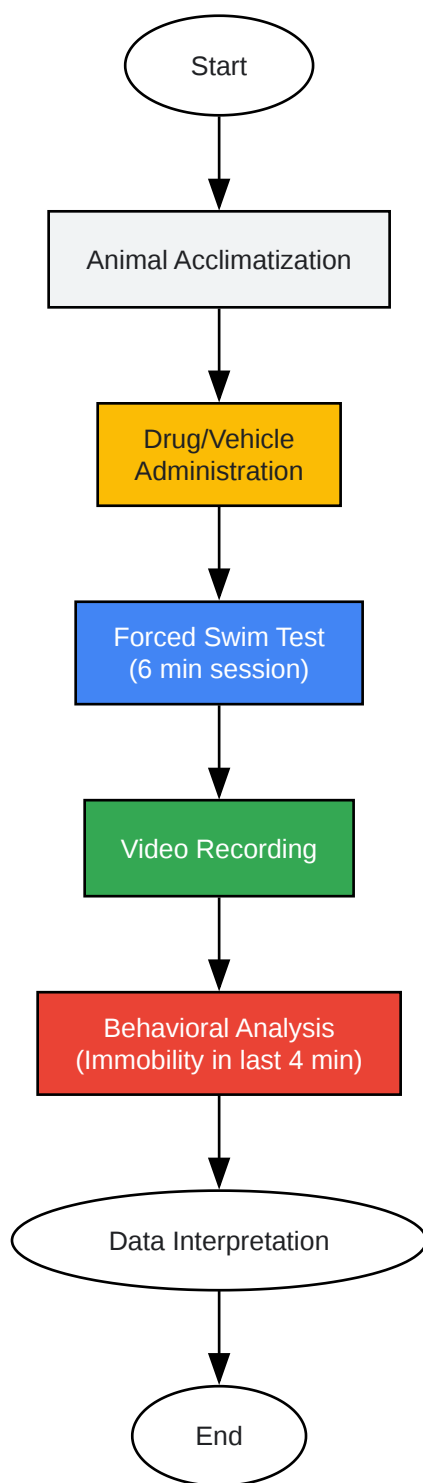 Start
Animal Acclimatization
Drug/Vehicle
Administration
Forced Swim Test
(6 min session)
Video Recording
Behavioral Analysis
(Immobility in last 4 min)
Data Interpretation
End